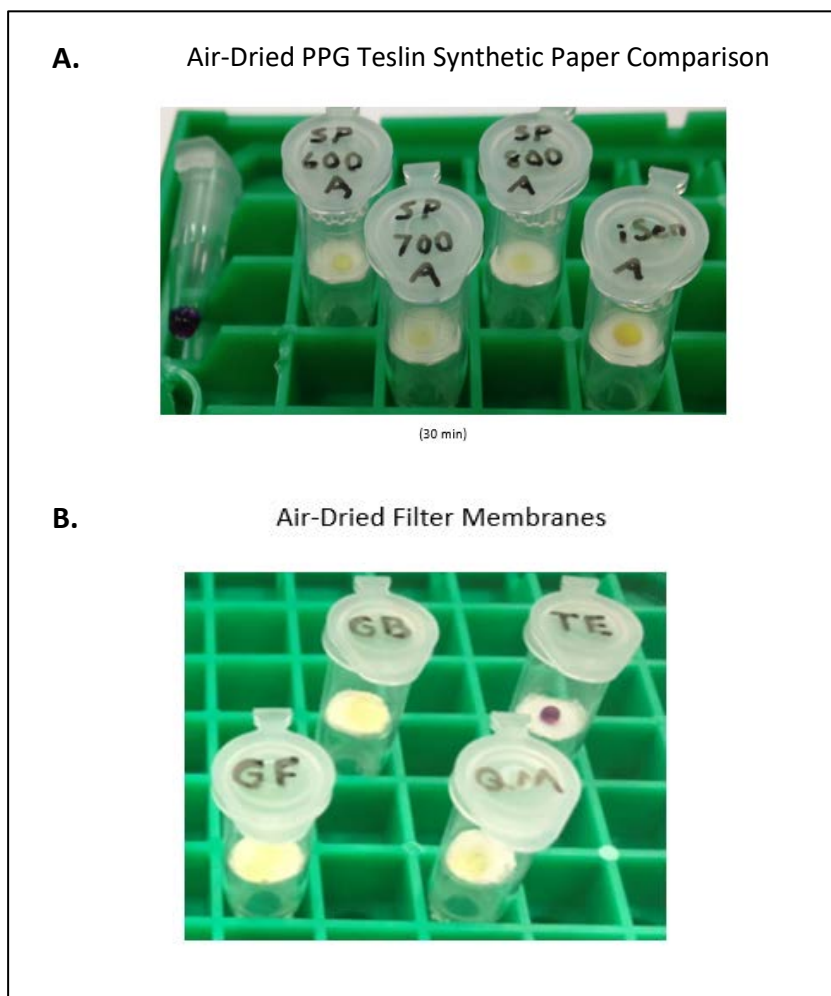 A.
Air-Dried PPG Teslin Synthetic Paper Comparison
SP
600
A
SP
800
A
SP
700
A
iSen
A
(30 min)
B.
Air-Dried Filter Membranes
GB
TE
GF
QM